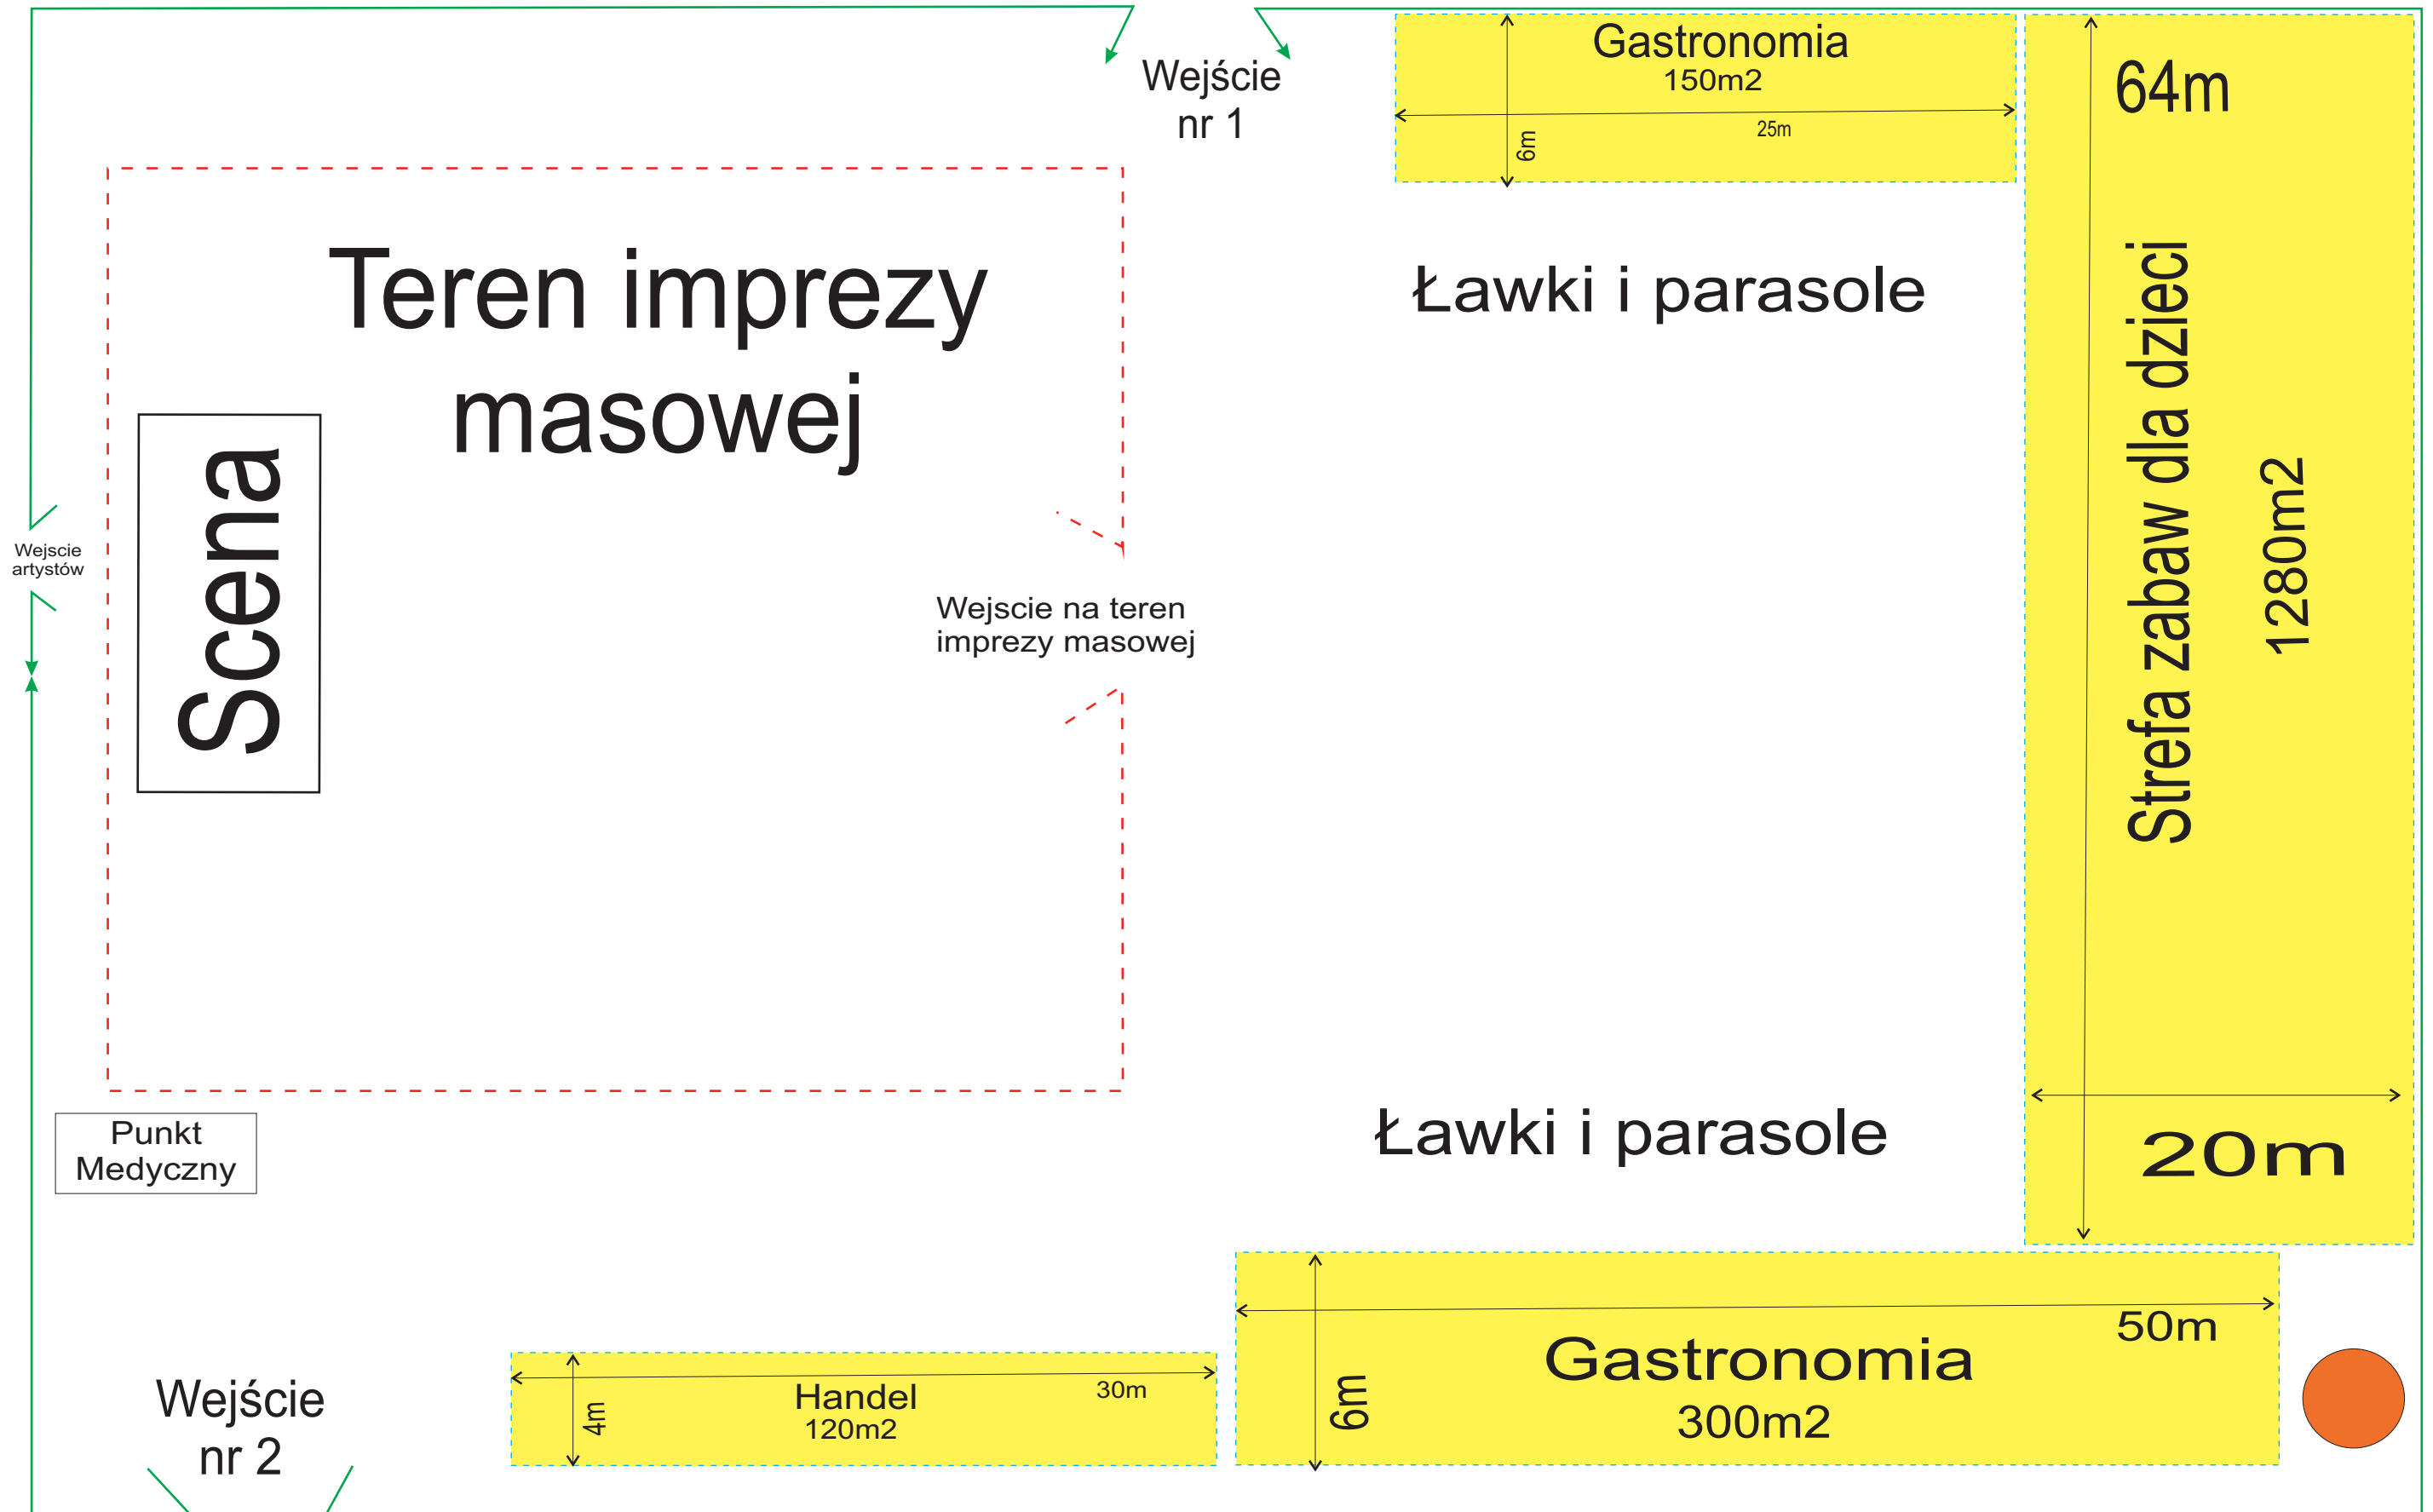 Wejście
nr 1
Gastronomia
150m2
25m
6m
64m
Teren imprezy
masowej
Ławki i parasole
Strefa zabaw dla dzieci
1280m2
Scena
Wejscie
artystów
Wejscie na teren
imprezy masowej
Punkt
Medyczny
Ławki i parasole
20m
Wejście
nr 2
Handel
120m2
30m
4m
Gastronomia
300m2
50m
6m